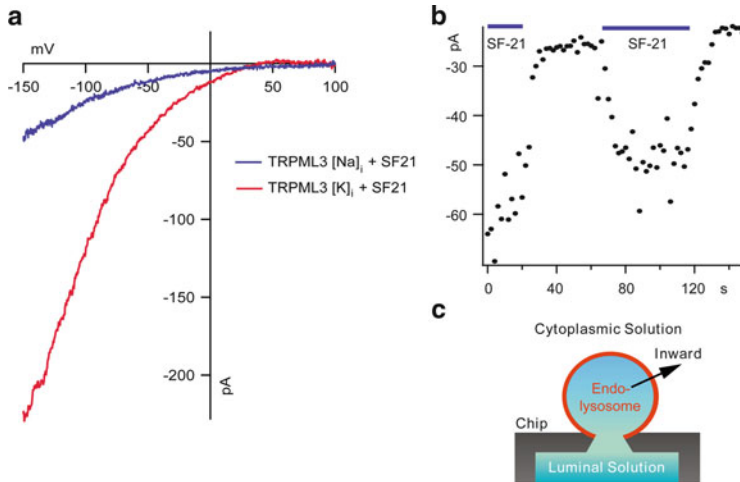 a
mV
-150
-100
-50
50
100
-50
-100
-150
-200
pA
TRPML3 [Na]i + SF21
TRPML3 [K]i + SF21
b
pA
SF-21
SF-21
-30
-40
-50
-60
0
40
80
120
s
c
Cytoplasmic Solution
Inward
Endo-
lysosome
Chip
Luminal Solution